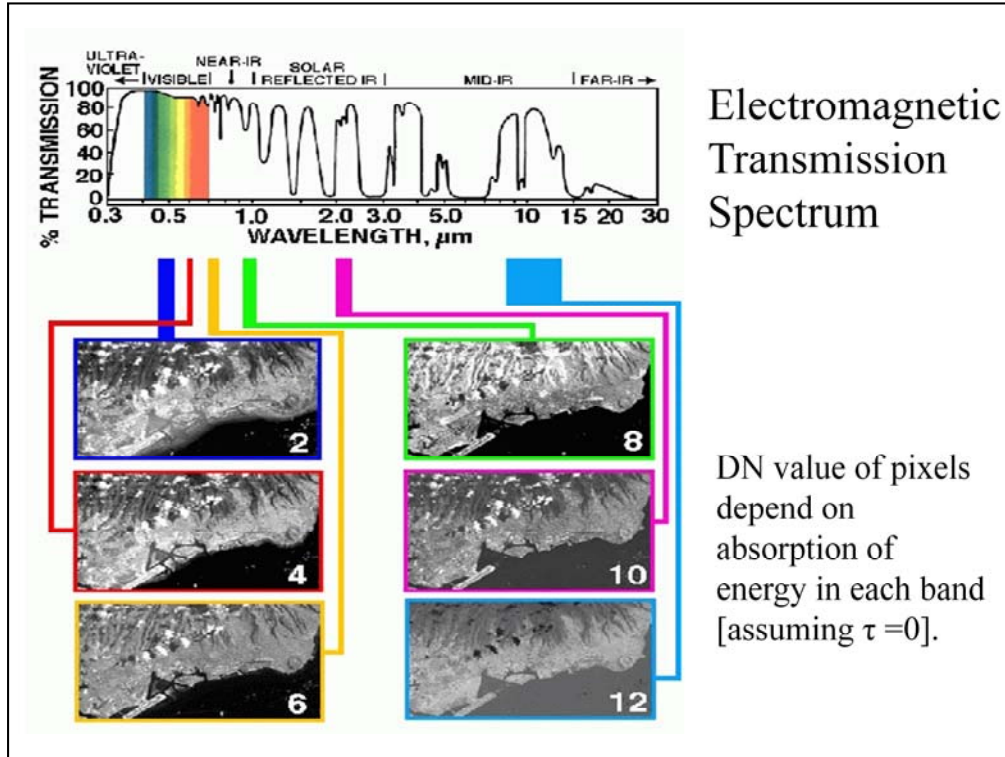 ULTRA-
VIOLET
VISIBLE
NEAR-IR
SOLAR
REFLECTED IR
MID-IR
FAR-IR
% TRANSMISSION
100
80
60
40
20
0
0.3 0.5 1.0 2.0 3.0 5.0 10 15 20 30
WAVELENGTH, µm
Electromagnetic
Transmission
Spectrum
2
4
6
8
10
12
DN value of pixels
depend on
absorption of
energy in each band
[assuming τ =0].